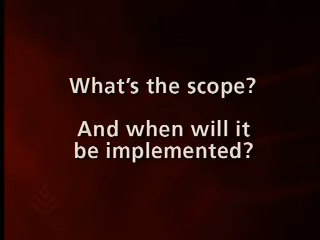 What's the scope?
And when will it
be implemented?